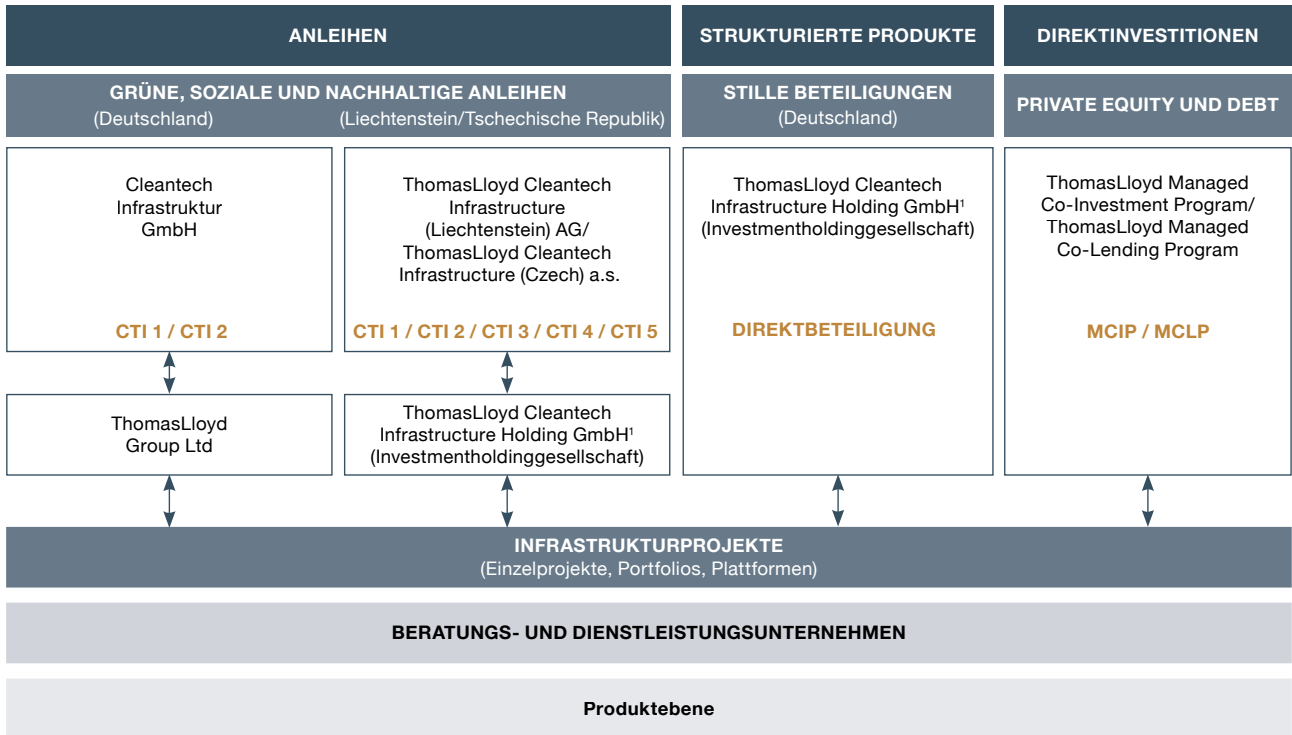 ANLEIHEN
STRUKTURIERTE PRODUKTE
DIREKTINVESTITIONEN
GRÜNE, SOZIALE UND NACHHALTIGE ANLEIHEN
(Deutschland)
(Liechtenstein/Tschechische Republik)
STILLE BETEILIGUNGEN
(Deutschland)
PRIVATE EQUITY UND DEBT
Cleantech
Infrastruktur
GmbH
CTI 1 / CTI 2
ThomasLloyd Cleantech
Infrastructure
(Liechtenstein) AG/
ThomasLloyd Cleantech
Infrastructure (Czech) a.s.
CTI 1 / CTI 2 / CTI 3 / CTI 4 / CTI 5
ThomasLloyd Cleantech
Infrastructure Holding GmbH¹
(Investmentholdinggesellschaft)
DIREKTBETEILIGUNG
ThomasLloyd Managed
Co-Investment Program/
ThomasLloyd Managed
Co-Lending Program
MCIP / MCLP
ThomasLloyd
Group Ltd
ThomasLloyd Cleantech
Infrastructure Holding GmbH¹
(Investmentholdinggesellschaft)
INFRASTRUKTURPROJEKTE
(Einzelprojekte, Portfolios, Plattformen)
BERATUNGS- UND DIENSTLEISTUNGSUNTERNEHMEN
Produktebene